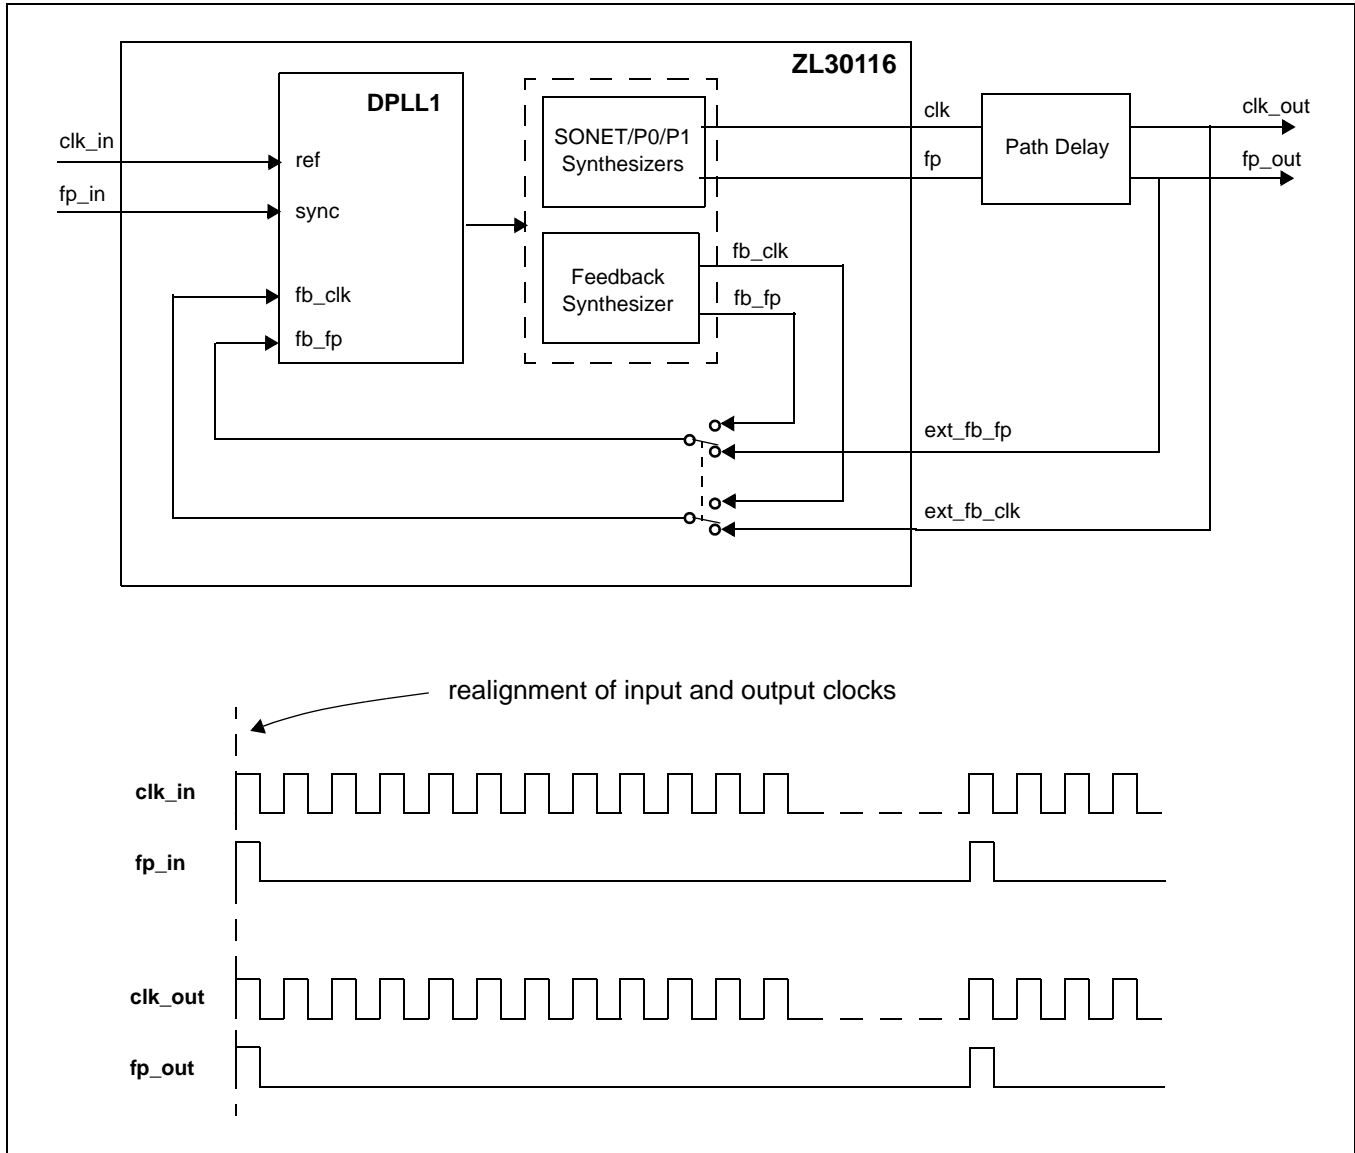 ZL30116
DPLL1
clk_in
ref
fp_in
sync
fb_clk
fb_fp
SONET/P0/P1
Synthesizers
Feedback
Synthesizer
fb_clk
fb_fp
clk
fp
Path Delay
clk_out
fp_out
ext_fb_fp
ext_fb_clk
realignment of input and output clocks
clk_in
fp_in
clk_out
fp_out